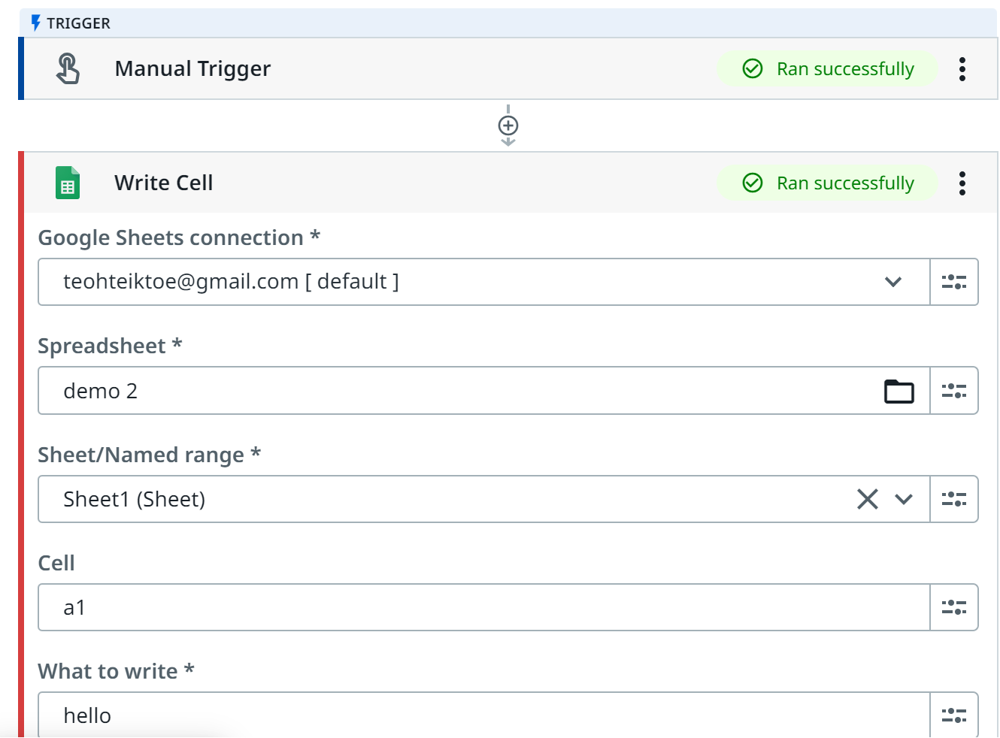 TRIGGER
Manual Trigger
Ran successfully
Write Cell
Ran successfully
Google Sheets connection *
teohteiktoe@gmail.com [ default ]
Spreadsheet *
demo 2
Sheet/Named range *
Sheet1 (Sheet)
Cell
a1
What to write *
hello